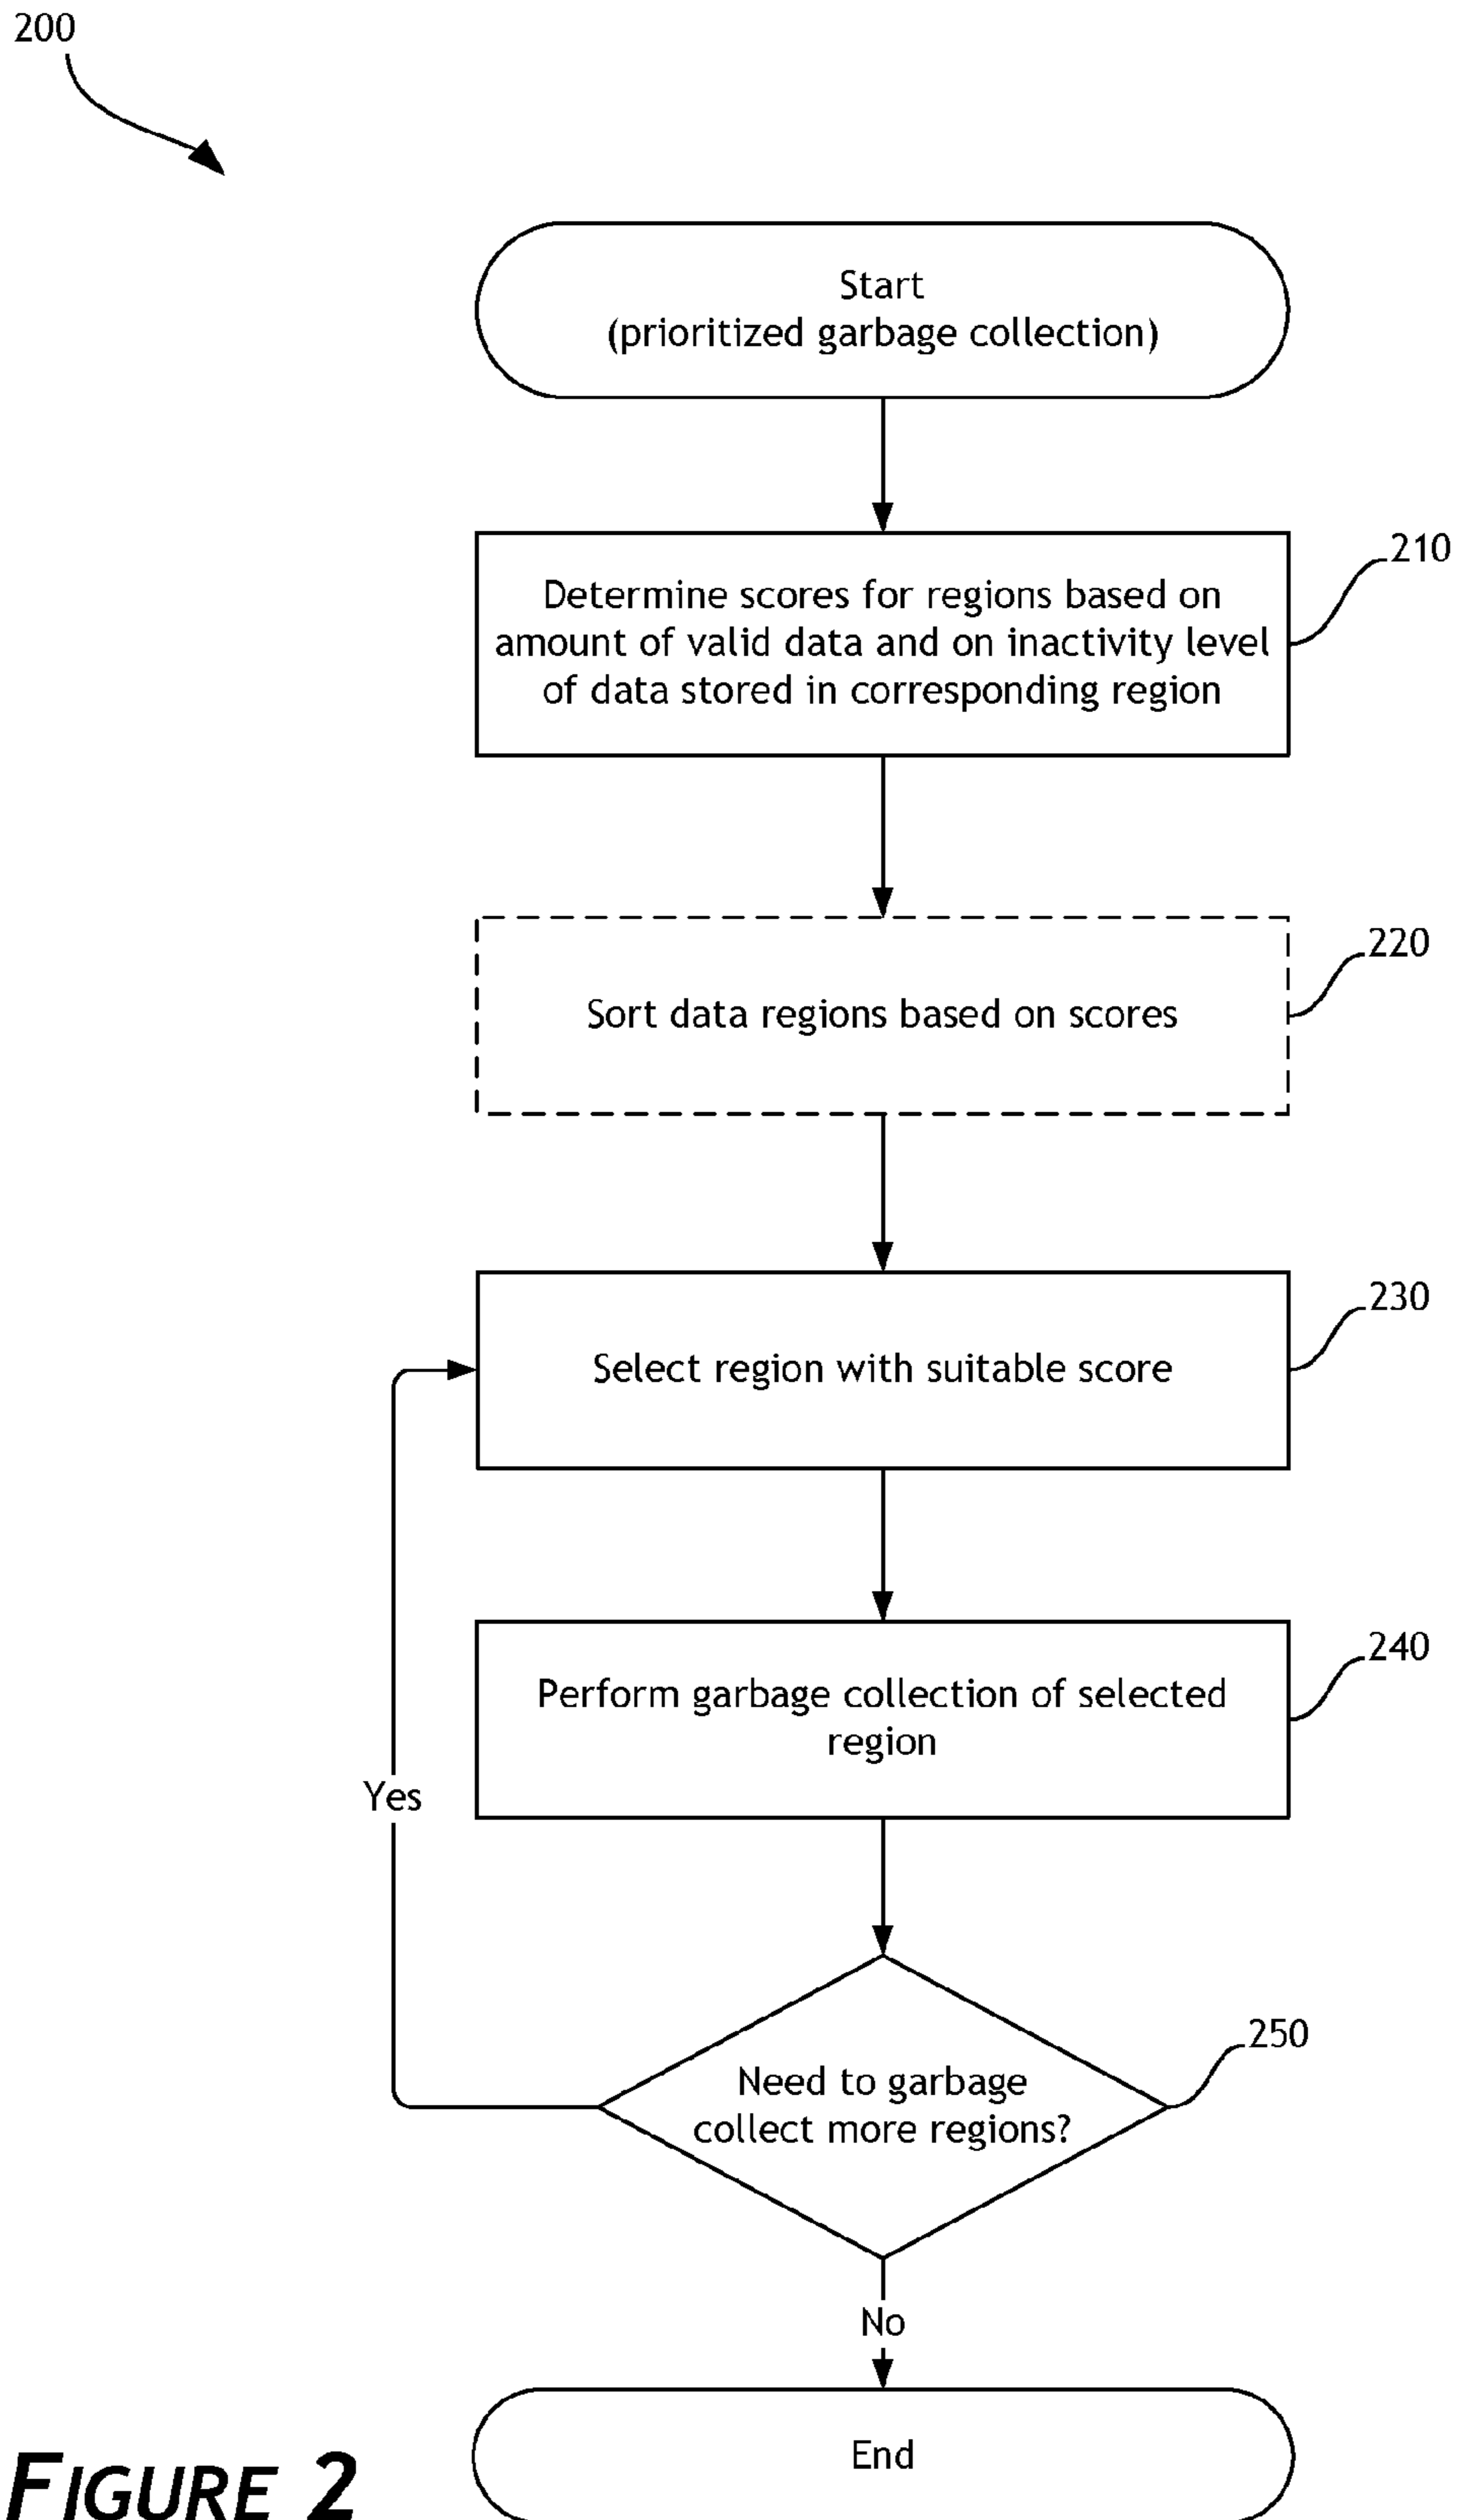 200
Start
(prioritized garbage collection)
210
Determine scores for regions based on
amount of valid data and on inactivity level
of data stored in corresponding region
220
Sort data regions based on scores
230
Select region with suitable score
240
Perform garbage collection of selected
region
Yes
250
Need to garbage
collect more regions?
No
End
FIGURE 2